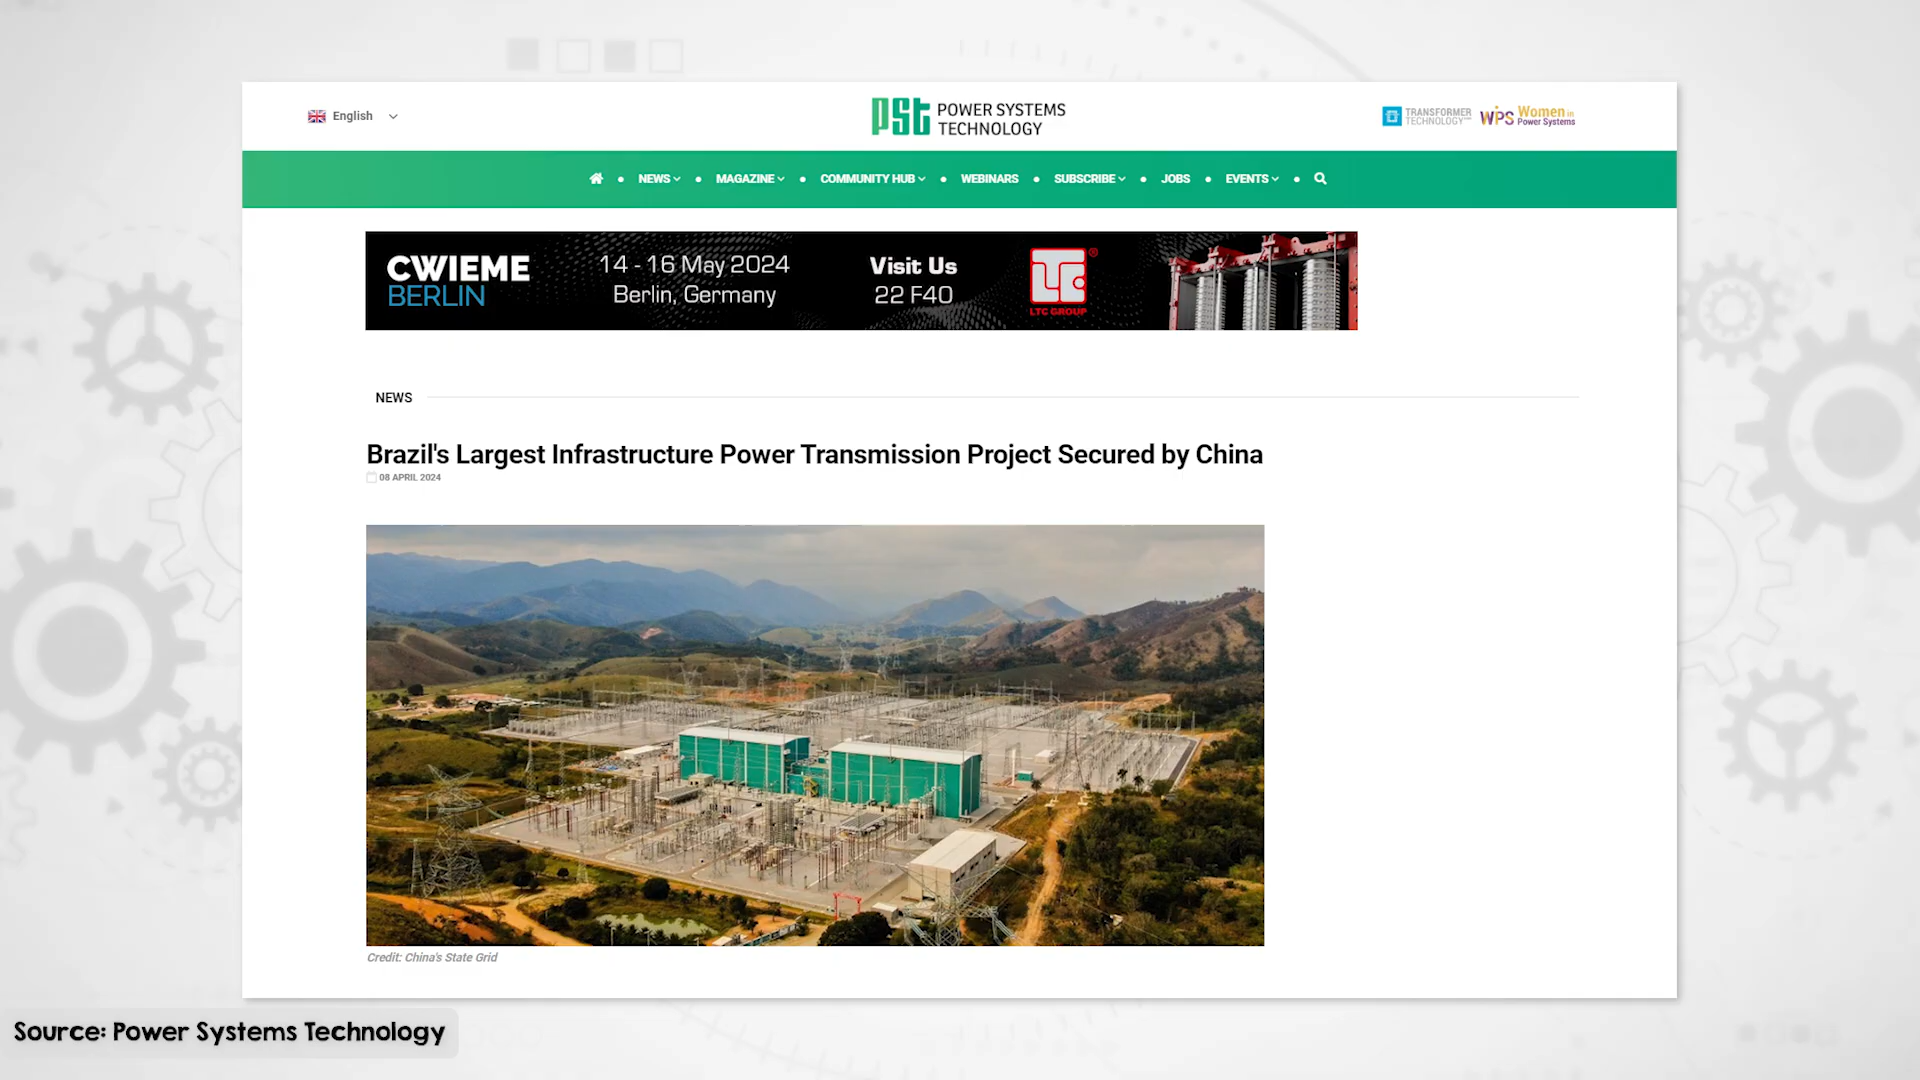 English
PSt POWER SYSTEMS
TECHNOLOGY
TRANSFORMER
TECHNOLOGY
WPS Women in
Power Systems
NEWS
MAGAZINE
COMMUNITY HUB
WEBINARS
SUBSCRIBE
JOBS
EVENTS
CWIEME
BERLIN
14 - 16 May 2024
Berlin, Germany
Visit Us
22 F40
LTC GROUP
NEWS
Brazil's Largest Infrastructure Power Transmission Project Secured by China
08 APRIL 2024
Credit: China's State Grid
Source: Power Systems Technology